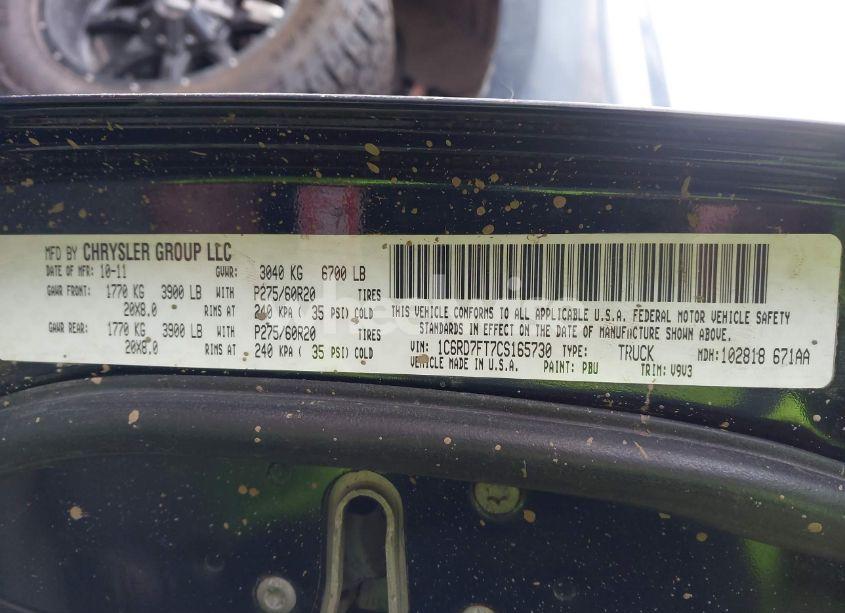 MFD BY CHRYSLER GROUP LLC
DATE OF MFR: 10-11 GVWR: 3040 KG 6700 LB
GAWR FRONT: 1770 KG 3900 LB WITH P275/60R20 TIRES
20X8.0 RIMS AT 240 KPA ( 35 PSI) COLD
GAWR REAR: 1770 KG 3900 LB WITH P275/60R20 TIRES
20X8.0 RIMS AT 240 KPA ( 35 PSI) COLD
THIS VEHICLE CONFORMS TO ALL APPLICABLE U.S.A. FEDERAL MOTOR VEHICLE SAFETY
STANDARDS IN EFFECT ON THE DATE OF MANUFACTURE SHOWN ABOVE.
VIN: 1C6RD7FT7CS165730 TYPE: TRUCK MDH: 102818 671AA
VEHICLE MADE IN U.S.A. PAINT: PBU TRIM: V9V3